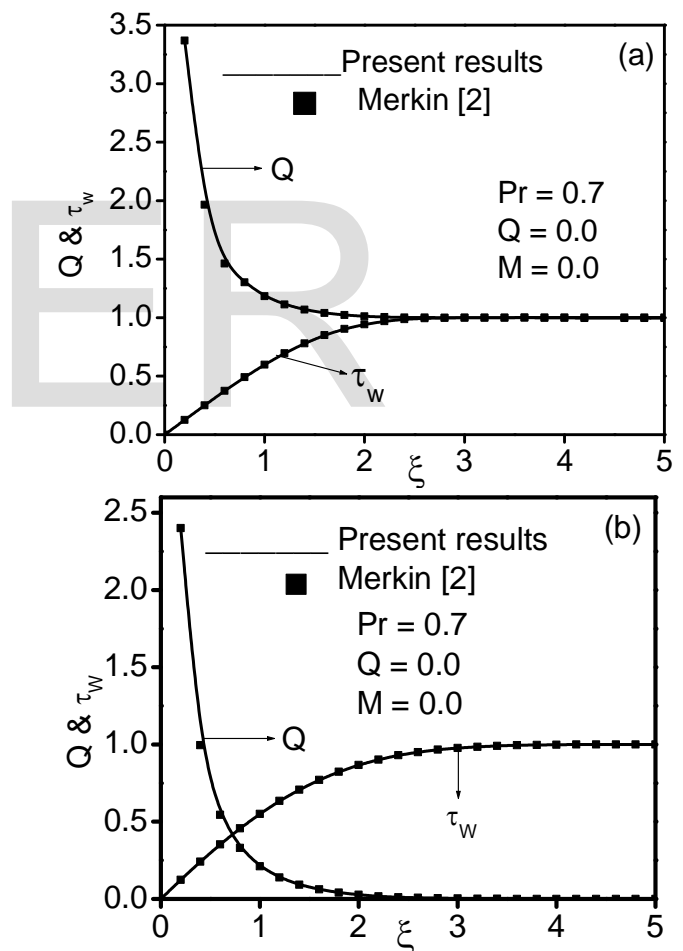 (a)
3.5
3.0
2.5
2.0
1.5
1.0
0.5
0.0
Q & τw
Present results
Merkin [2]
Q
Pr = 0.7
Q = 0.0
M = 0.0
τw
0 1 2 3 4 5
ξ
ER
(b)
2.5
2.0
1.5
1.0
0.5
0.0
Q & τW
Present results
Merkin [2]
Pr = 0.7
Q = 0.0
M = 0.0
Q
τW
0 1 2 3 4 5
ξ